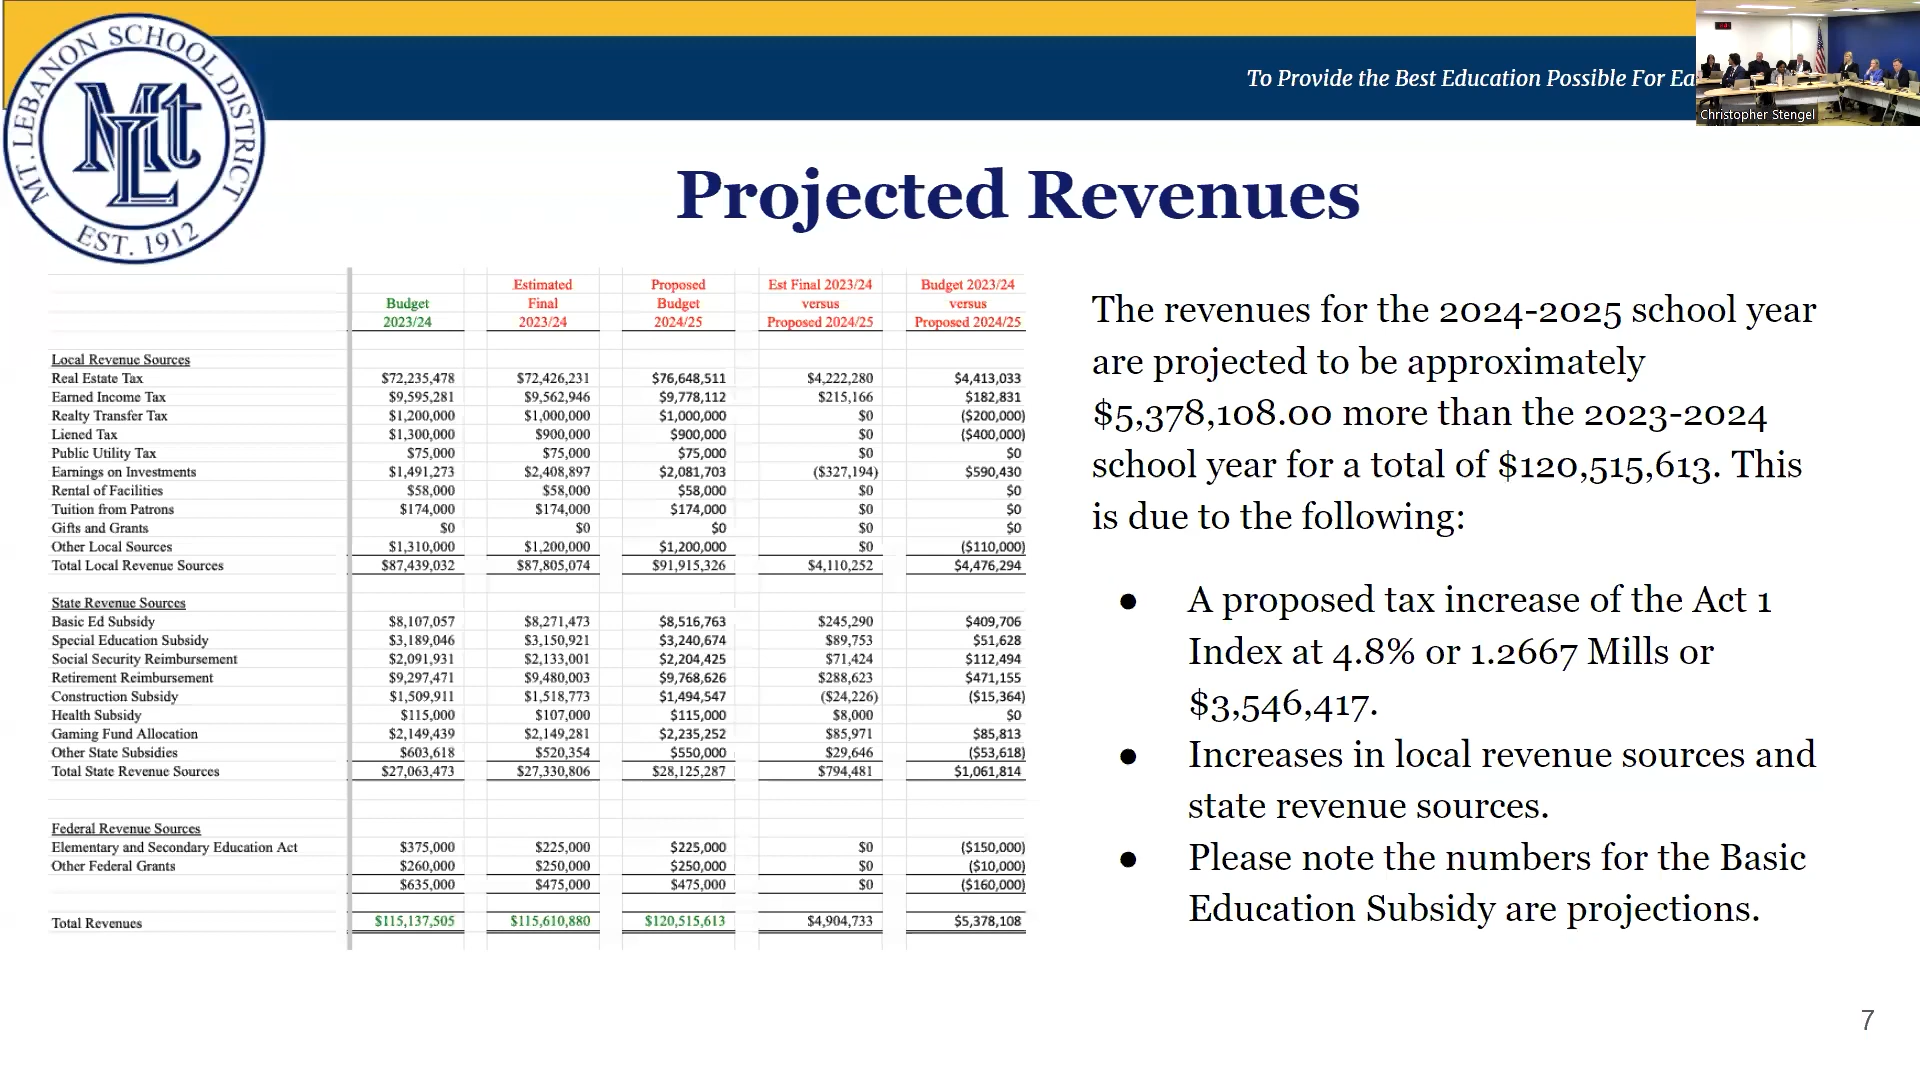 MT. LEBANON SCHOOL DISTRICT
MtL
EST. 1912
To Provide the Best Education Possible For Ea
Christopher Stengel
Projected Revenues
Budget 2023/24 | Estimated Final 2023/24 | Proposed Budget 2024/25 | Est Final 2023/24 versus Proposed 2024/25 | Budget 2023/24 versus Proposed 2024/25
Local Revenue Sources
Real Estate Tax $72,235,478 $72,426,231 $76,648,511 $4,222,280 $4,413,033
Earned Income Tax $9,595,281 $9,562,946 $9,778,112 $215,166 $182,831
Realty Transfer Tax $1,200,000 $1,000,000 $1,000,000 $0 ($200,000)
Liened Tax $1,300,000 $900,000 $900,000 $0 ($400,000)
Public Utility Tax $75,000 $75,000 $75,000 $0 $0
Earnings on Investments $1,491,273 $2,408,897 $2,081,703 ($327,194) $590,430
Rental of Facilities $58,000 $58,000 $58,000 $0 $0
Tuition from Patrons $174,000 $174,000 $174,000 $0 $0
Gifts and Grants $0 $0 $0 $0 $0
Other Local Sources $1,310,000 $1,200,000 $1,200,000 $0 ($110,000)
Total Local Revenue Sources $87,439,032 $87,805,074 $91,915,326 $4,110,252 $4,476,294
State Revenue Sources
Basic Ed Subsidy $8,107,057 $8,271,473 $8,516,763 $245,290 $409,706
Special Education Subsidy $3,189,046 $3,150,921 $3,240,674 $89,753 $51,628
Social Security Reimbursement $2,091,931 $2,133,001 $2,204,425 $71,424 $112,494
Retirement Reimbursement $9,297,471 $9,480,003 $9,768,626 $288,623 $471,155
Construction Subsidy $1,509,911 $1,518,773 $1,494,547 ($24,226) ($15,364)
Health Subsidy $115,000 $107,000 $115,000 $8,000 $0
Gaming Fund Allocation $2,149,439 $2,149,281 $2,235,252 $85,971 $85,813
Other State Subsidies $603,618 $520,354 $550,000 $29,646 ($53,618)
Total State Revenue Sources $27,063,473 $27,330,806 $28,125,287 $794,481 $1,061,814
Federal Revenue Sources
Elementary and Secondary Education Act $375,000 $225,000 $225,000 $0 ($150,000)
Other Federal Grants $260,000 $250,000 $250,000 $0 ($10,000)
$635,000 $475,000 $475,000 $0 ($160,000)
Total Revenues $115,137,505 $115,610,880 $120,515,613 $4,904,733 $5,378,108
The revenues for the 2024-2025 school year
are projected to be approximately
$5,378,108.00 more than the 2023-2024
school year for a total of $120,515,613. This
is due to the following:
● A proposed tax increase of the Act 1
Index at 4.8% or 1.2667 Mills or
$3,546,417.
● Increases in local revenue sources and
state revenue sources.
● Please note the numbers for the Basic
Education Subsidy are projections.
7